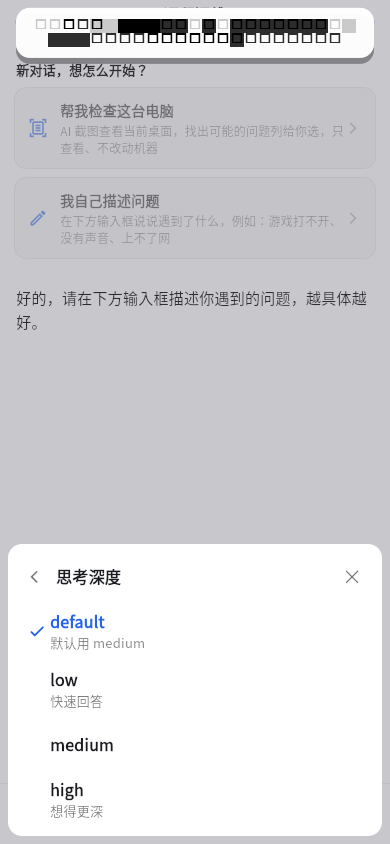 新对话，想怎么开始？
帮我检查这台电脑
AI 截图查看当前桌面，找出可能的问题列给你选，只
查看、不改动机器
我自己描述问题
在下方输入框说说遇到了什么，例如：游戏打不开、
没有声音、上不了网
好的，请在下方输入框描述你遇到的问题，越具体越
好。
思考深度
default
默认用 medium
low
快速回答
medium
high
想得更深